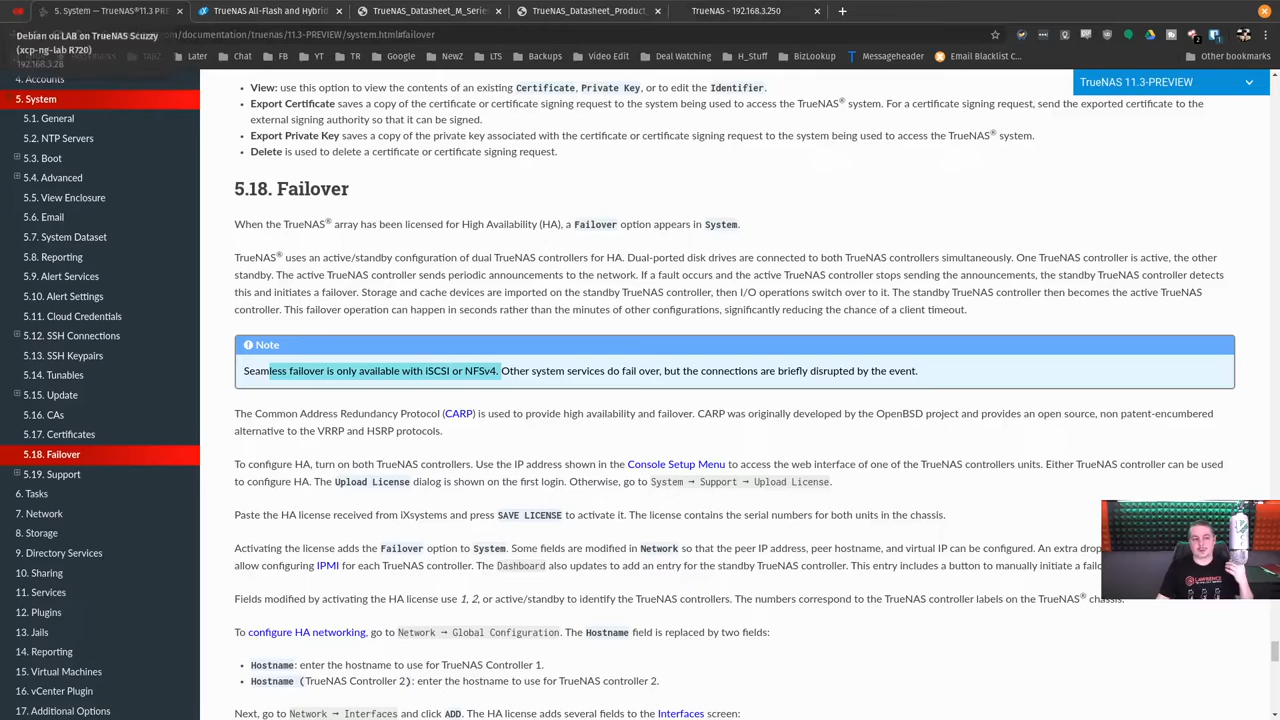 TrueNAS®11.3 PREV
TrueNAS All-Flash and Hybrid
TrueNAS_Datasheet_M_Series
TrueNAS_Datasheet_Product_
TrueNAS - 192.168.3.250
Debian on LAB on TrueNAS Scuzzy
(xcp-ng-lab R720)
192.168.3.28
om/documentation/truenas/11.3-PREVIEW/system.html#failover
Later
CH
YT
TR
Google
NewZ
LTS
Backups
Video Edit
Deal Watching
H_Stuff
BizLookup
Messageheader
Email Blacklist C...
Other bookmarks
TrueNAS 11.3-PREVIEW
4. Accounts
5. System
5.1. General
5.2. NTP Servers
5.3. Boot
5.4. Advanced
5.5. View Enclosure
5.6. Email
5.7. System Dataset
5.8. Reporting
5.9. Alert Services
5.10. Alert Settings
5.11. Cloud Credentials
5.12. SSH Connections
5.13. SSH Keypairs
5.14. Tunables
5.15. Update
5.16. CAs
5.17. Certificates
5.18. Failover
5.19. Support
6. Tasks
7. Network
8. Storage
9. Directory Services
10. Sharing
11. Services
12. Plugins
13. Jails
14. Reporting
15. Virtual Machines
16. vCenter Plugin
17. Additional Options
• View: use this option to view the contents of an existing Certificate, Private Key, or to edit the Identifier.
• Export Certificate saves a copy of the certificate or certificate signing request to the system being used to access the TrueNAS® system. For a certificate signing request, send the exported certificate to the
external signing authority so that it can be signed.
• Export Private Key saves a copy of the private key associated with the certificate or certificate signing request to the system being used to access the TrueNAS® system.
• Delete is used to delete a certificate or certificate signing request.
5.18. Failover
When the TrueNAS® array has been licensed for High Availability (HA), a Failover option appears in System.
TrueNAS® uses an active/standby configuration of dual TrueNAS controllers for HA. Dual-ported disk drives are connected to both TrueNAS controllers simultaneously. One TrueNAS controller is active, the other
standby. The active TrueNAS controller sends periodic announcements to the network. If a fault occurs and the active TrueNAS controller stops sending the announcements, the standby TrueNAS controller detects
this and initiates a failover. Storage and cache devices are imported on the standby TrueNAS controller, then I/O operations switch over to it. The standby TrueNAS controller then becomes the active TrueNAS
controller. This failover operation can happen in seconds rather than the minutes of other configurations, significantly reducing the chance of a client timeout.
Note
Seamless failover is only available with iSCSI or NFSv4. Other system services do fail over, but the connections are briefly disrupted by the event.
The Common Address Redundancy Protocol (CARP) is used to provide high availability and failover. CARP was originally developed by the OpenBSD project and provides an open source, non patent-encumbered
alternative to the VRRP and HSRP protocols.
To configure HA, turn on both TrueNAS controllers. Use the IP address shown in the Console Setup Menu to access the web interface of one of the TrueNAS controllers units. Either TrueNAS controller can be used
to configure HA. The Upload License dialog is shown on the first login. Otherwise, go to System → Support → Upload License.
Paste the HA license received from iXsystems and press SAVE LICENSE to activate it. The license contains the serial numbers for both units in the chassis.
Activating the license adds the Failover option to System. Some fields are modified in Network so that the peer IP address, peer hostname, and virtual IP can be configured. An extra drop
allow configuring IPMI for each TrueNAS controller. The Dashboard also updates to add an entry for the standby TrueNAS controller. This entry includes a button to manually initiate a failo
Fields modified by activating the HA license use 1, 2, or active/standby to identify the TrueNAS controllers. The numbers correspond to the TrueNAS controller labels on the TrueNAS® chassis.
To configure HA networking, go to Network → Global Configuration. The Hostname field is replaced by two fields:
• Hostname: enter the hostname to use for TrueNAS Controller 1.
• Hostname (TrueNAS Controller 2): enter the hostname to use for TrueNAS controller 2.
Next, go to Network → Interfaces and click ADD. The HA license adds several fields to the Interfaces screen:
LAWRENCE